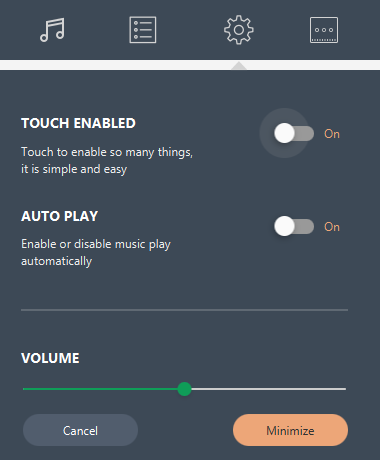 TOUCH ENABLED
On
Touch to enable so many things,
it is simple and easy
AUTO PLAY
On
Enable or disable music play
automatically
VOLUME
Cancel
Minimize